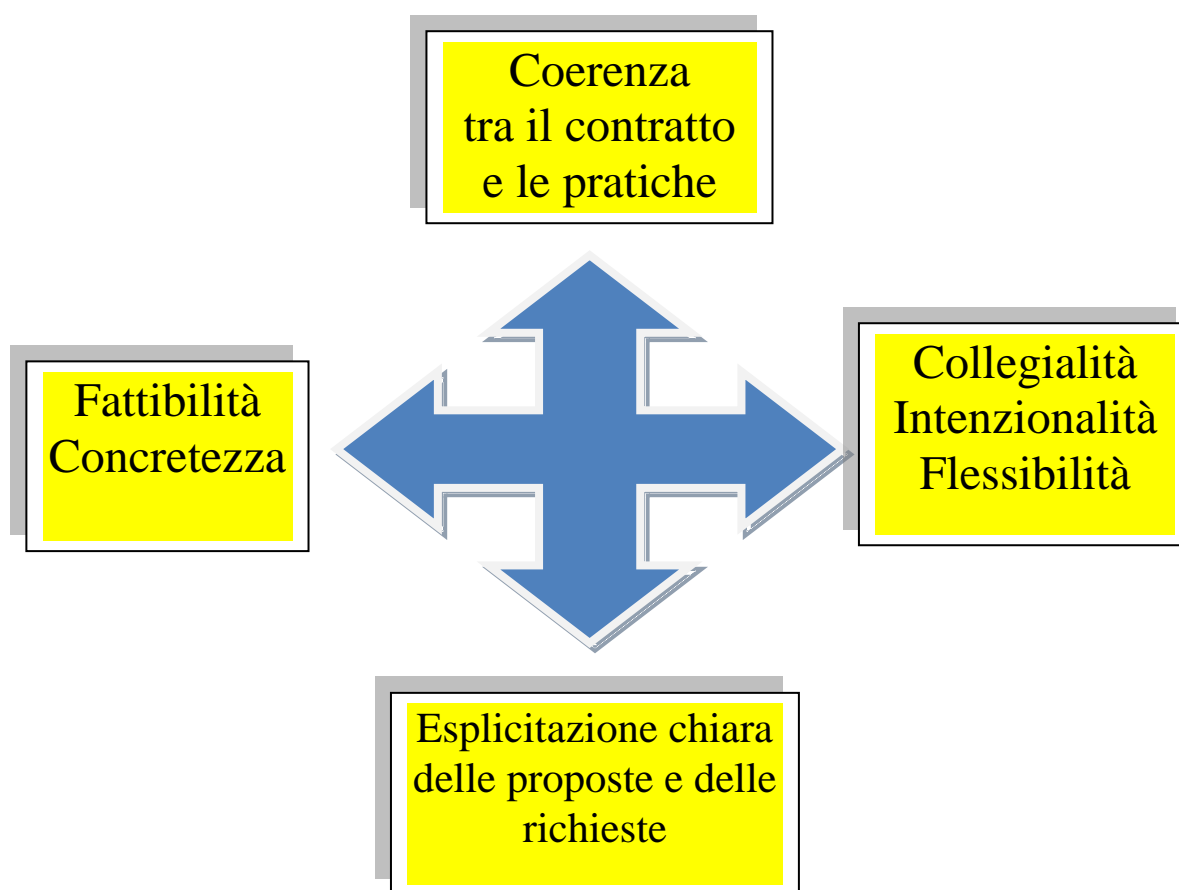 Coerenza
tra il contratto
e le pratiche
Fattibilità
Concretezza
Collegialità
Intenzionalità
Flessibilità
Esplicitazione chiara
delle proposte e delle
richieste